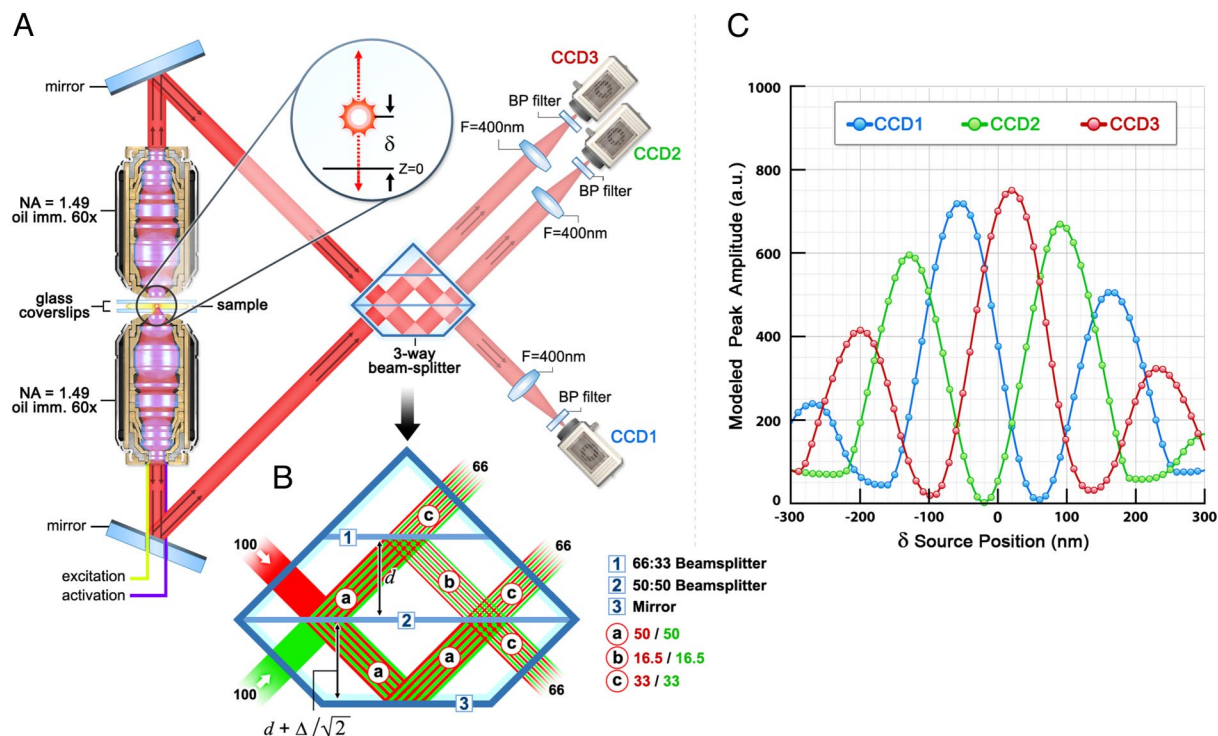 A
mirror
NA = 1.49
oil imm. 60x
glass
coverslips
sample
NA = 1.49
oil imm. 60x
mirror
excitation
activation
δ
Z=0
CCD3
BP filter
F=400nm
CCD2
BP filter
F=400nm
3-way
beam-splitter
F=400nm
BP filter
CCD1
B
66
c
1
100
d
66
a
b
c
2
a
a
c
100
66
3
d + Δ/√2
1 66:33 Beamsplitter
2 50:50 Beamsplitter
3 Mirror
a 50 / 50
b 16.5 / 16.5
c 33 / 33
C
CCD1 CCD2 CCD3
Modeled Peak Amplitude (a.u.)
1000
800
600
400
200
0
-300 -200 -100 0 100 200 300
δ Source Position (nm)